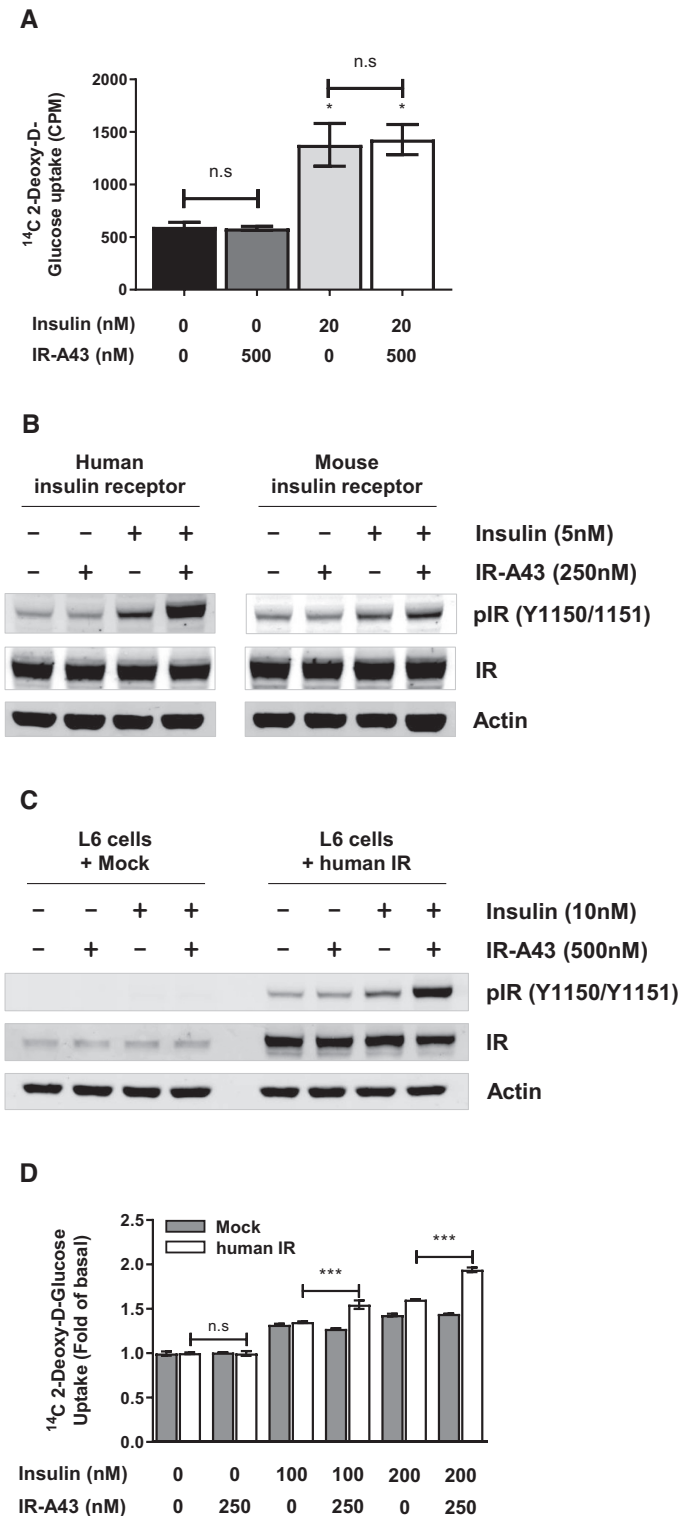 A
n.s
n.s
* *
2000
1500
1000
500
0
¹⁴C 2-Deoxy-D-
Glucose uptake (CPM)
Insulin (nM) 0 0 20 20
IR-A43 (nM) 0 500 0 500
B
Human
insulin receptor
Mouse
insulin receptor
– – + + – – + + Insulin (5nM)
– + – + – + – + IR-A43 (250nM)
pIR (Y1150/1151)
IR
Actin
C
L6 cells
+ Mock
L6 cells
+ human IR
– – + + – – + + Insulin (10nM)
– + – + – + – + IR-A43 (500nM)
pIR (Y1150/Y1151)
IR
Actin
D
Mock
human IR
n.s
***
***
2.5
2.0
1.5
1.0
0.5
0.0
¹⁴C 2-Deoxy-D-Glucose
Uptake (Fold of basal)
Insulin (nM) 0 0 100 100 200 200
IR-A43 (nM) 0 250 0 250 0 250